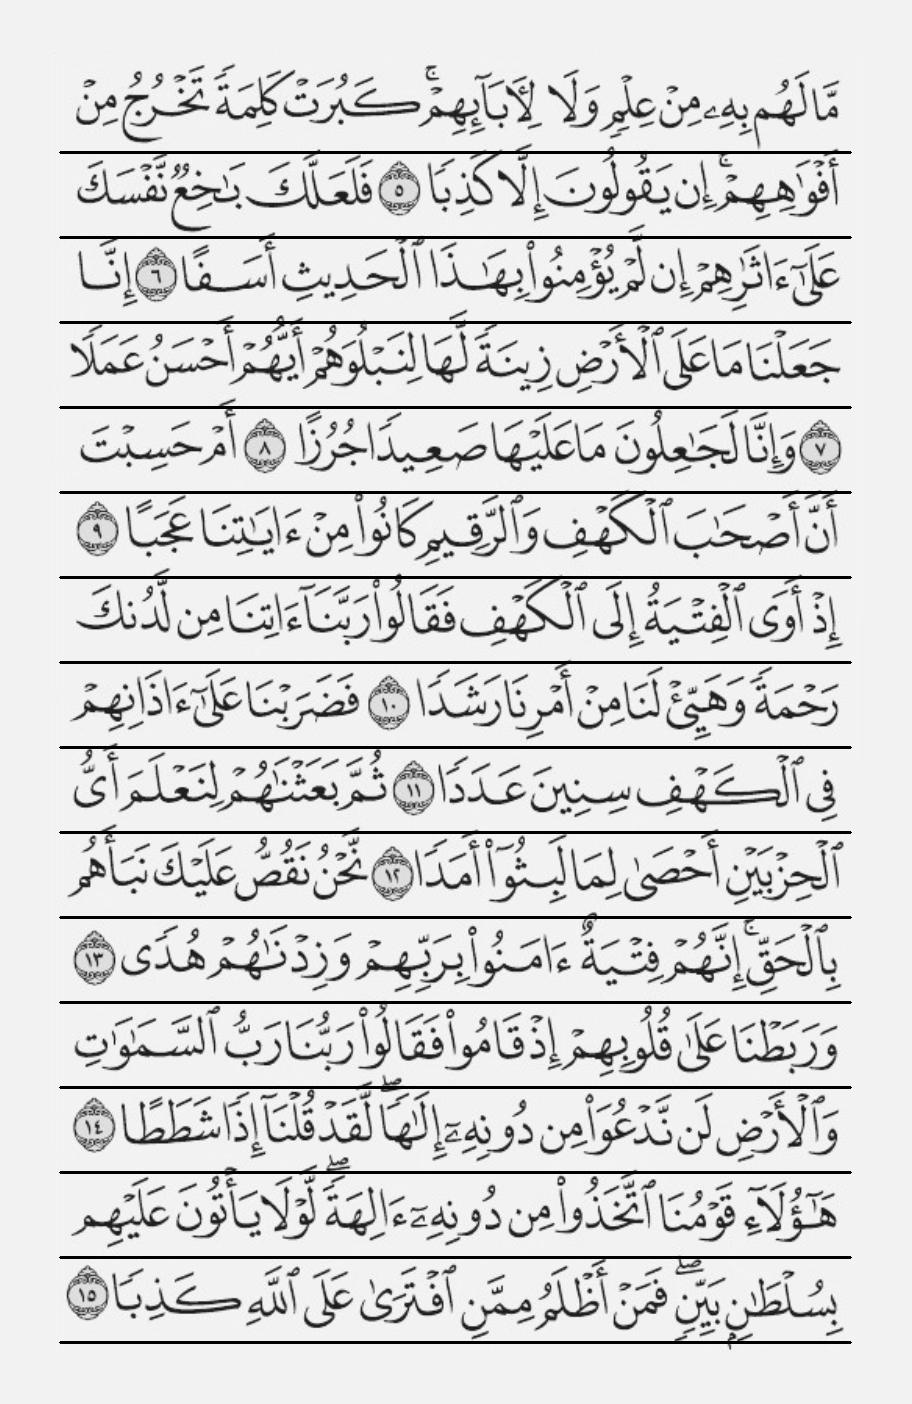 مَّا لَهُم بِهِۦ مِنْ عِلْمٍ وَلَا لِـَٔابَآئِهِمْ ۚ كَبُرَتْ كَلِمَةً تَخْرُجُ مِنْ
أَفْوَٰهِهِمْ ۚ إِن يَقُولُونَ إِلَّا كَذِبًا ٥ فَلَعَلَّكَ بَـٰخِعٌ نَّفْسَكَ
عَلَىٰٓ ءَاثَـٰرِهِمْ إِن لَّمْ يُؤْمِنُوا۟ بِهَـٰذَا ٱلْحَدِيثِ أَسَفًا ٦ إِنَّا
جَعَلْنَا مَا عَلَى ٱلْأَرْضِ زِينَةً لَّهَا لِنَبْلُوَهُمْ أَيُّهُمْ أَحْسَنُ عَمَلًا
٧ وَإِنَّا لَجَـٰعِلُونَ مَا عَلَيْهَا صَعِيدًا جُرُزًا ٨ أَمْ حَسِبْتَ
أَنَّ أَصْحَـٰبَ ٱلْكَهْفِ وَٱلرَّقِيمِ كَانُوا۟ مِنْ ءَايَـٰتِنَا عَجَبًا ٩
إِذْ أَوَى ٱلْفِتْيَةُ إِلَى ٱلْكَهْفِ فَقَالُوا۟ رَبَّنَآ ءَاتِنَا مِن لَّدُنكَ
رَحْمَةً وَهَيِّئْ لَنَا مِنْ أَمْرِنَا رَشَدًا ١٠ فَضَرَبْنَا عَلَىٰٓ ءَاذَانِهِمْ
فِى ٱلْكَهْفِ سِنِينَ عَدَدًا ١١ ثُمَّ بَعَثْنَـٰهُمْ لِنَعْلَمَ أَىُّ
ٱلْحِزْبَيْنِ أَحْصَىٰ لِمَا لَبِثُوٓا۟ أَمَدًا ١٢ نَّحْنُ نَقُصُّ عَلَيْكَ نَبَأَهُم
بِٱلْحَقِّ ۚ إِنَّهُمْ فِتْيَةٌ ءَامَنُوا۟ بِرَبِّهِمْ وَزِدْنَـٰهُمْ هُدًى ١٣
وَرَبَطْنَا عَلَىٰ قُلُوبِهِمْ إِذْ قَامُوا۟ فَقَالُوا۟ رَبُّنَا رَبُّ ٱلسَّمَـٰوَٰتِ
وَٱلْأَرْضِ لَن نَّدْعُوَا۟ مِن دُونِهِۦٓ إِلَـٰهًا ۖ لَّقَدْ قُلْنَآ إِذًا شَطَطًا ١٤
هَـٰٓؤُلَآءِ قَوْمُنَا ٱتَّخَذُوا۟ مِن دُونِهِۦٓ ءَالِهَةً ۖ لَّوْلَا يَأْتُونَ عَلَيْهِم
بِسُلْطَـٰنٍۭ بَيِّنٍ ۖ فَمَنْ أَظْلَمُ مِمَّنِ ٱفْتَرَىٰ عَلَى ٱللَّهِ كَذِبًا ١٥